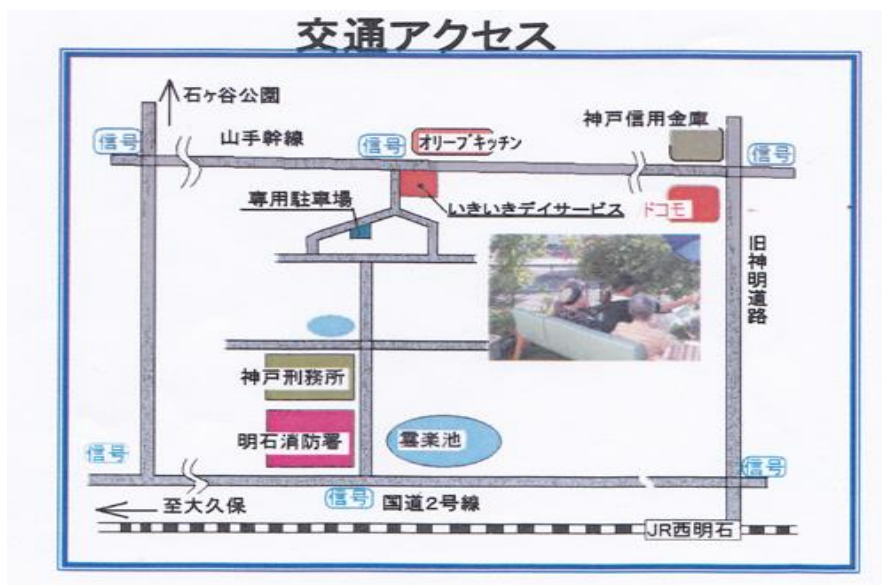 交通アクセス
石ヶ谷公園
神戸信用金庫
信号
山手幹線
信号
オリーブキッチン
信号
専用駐車場
いきいきデイサービス
ドコモ
旧神明道路
神戸刑務所
明石消防署
雲楽池
信号
信号
信号
国道2号線
至大久保
JR西明石